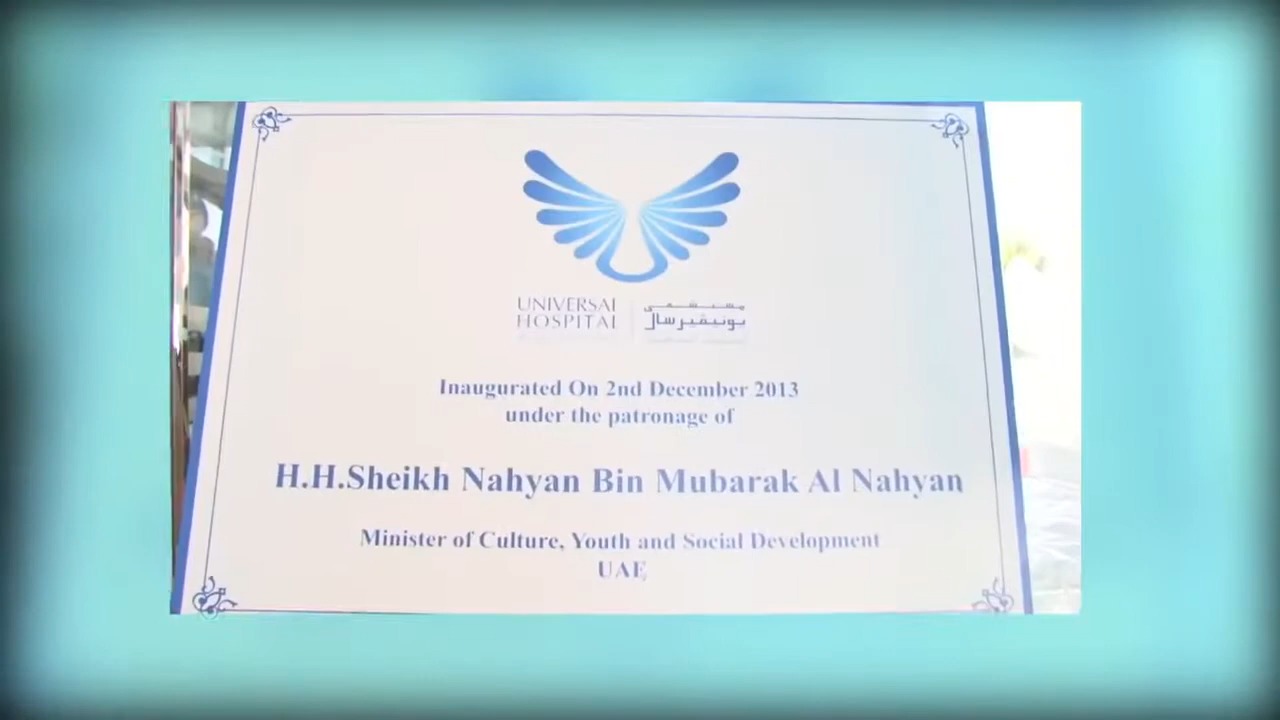 UNIVERSAL
HOSPITAL
مستشفى
يونيڤيرسال
Inaugurated On 2nd December 2013
under the patronage of
H.H.Sheikh Nahyan Bin Mubarak Al Nahyan
Minister of Culture, Youth and Social Development
UAE